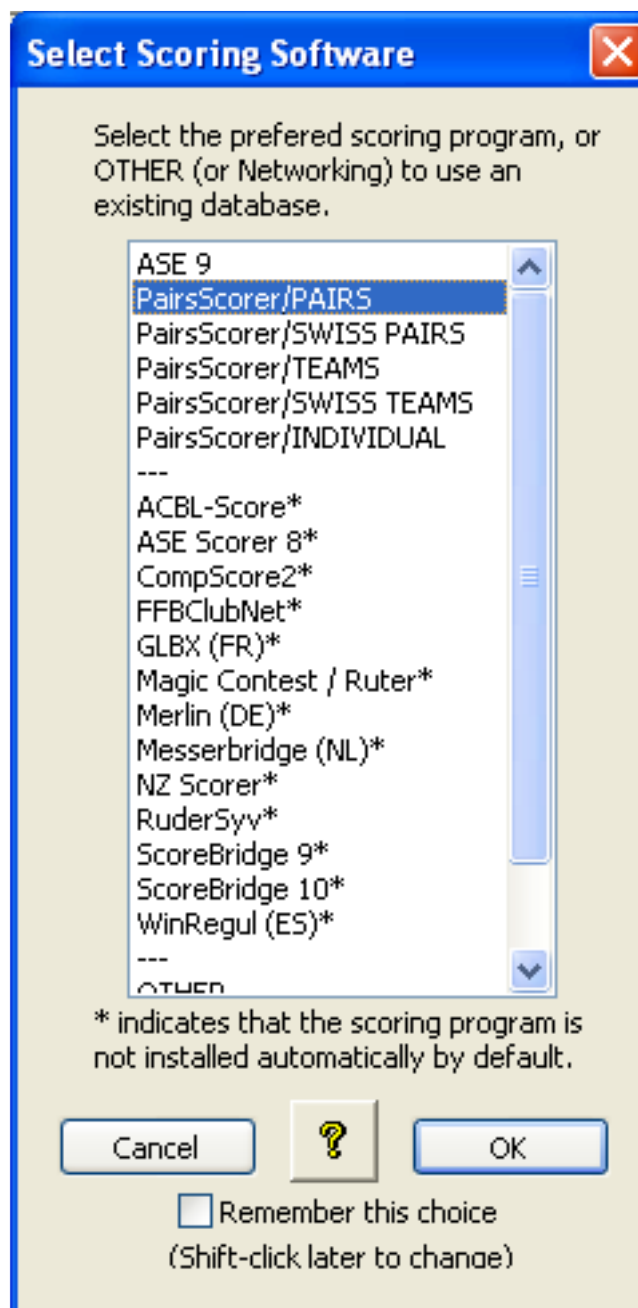 Select Scoring Software
Select the prefered scoring program, or
OTHER (or Networking) to use an
existing database.
ASE 9
PairsScorer/PAIRS
PairsScorer/SWISS PAIRS
PairsScorer/TEAMS
PairsScorer/SWISS TEAMS
PairsScorer/INDIVIDUAL
---
ACBL-Score*
ASE Scorer 8*
CompScore2*
FFBClubNet*
GLBX (FR)*
Magic Contest / Ruter*
Merlin (DE)*
Messerbridge (NL)*
NZ Scorer*
RuderSyv*
ScoreBridge 9*
ScoreBridge 10*
WinRegul (ES)*
---
OTHER
* indicates that the scoring program is
not installed automatically by default.
Cancel ? OK
Remember this choice
(Shift-click later to change)